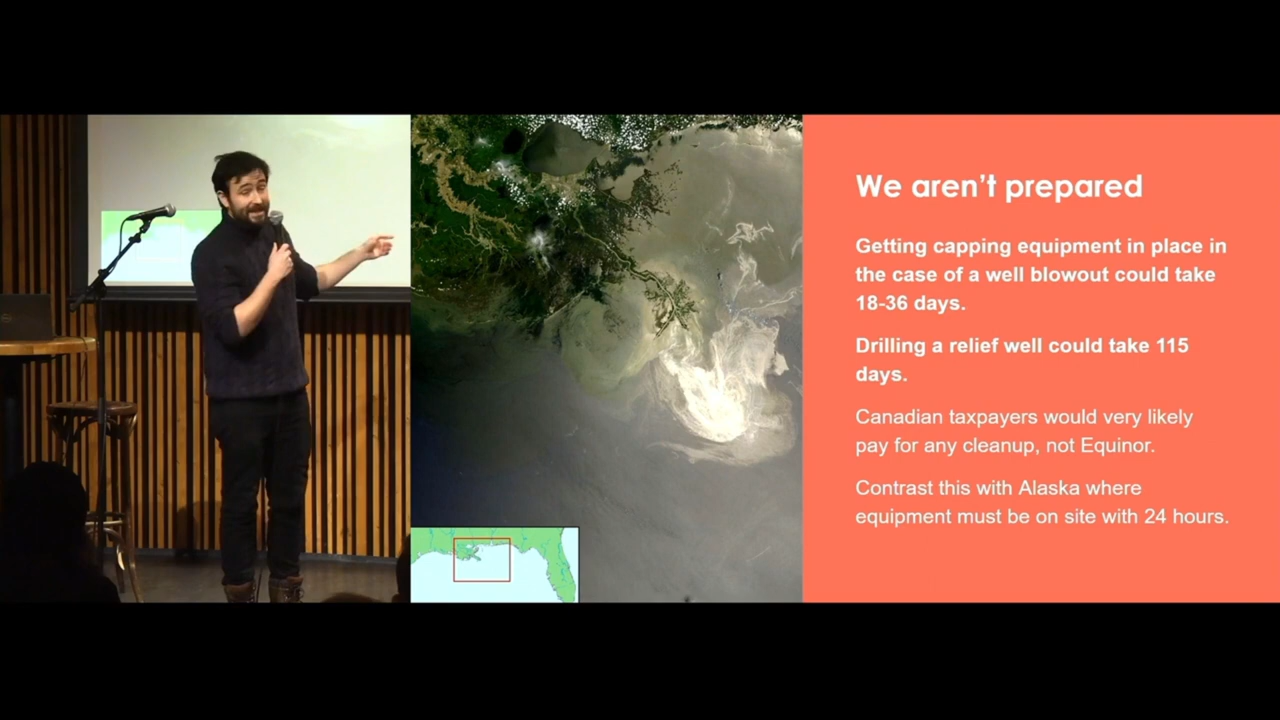 We aren’t prepared
Getting capping equipment in place in
the case of a well blowout could take
18-36 days.
Drilling a relief well could take 115
days.
Canadian taxpayers would very likely
pay for any cleanup, not Equinor.
Contrast this with Alaska where
equipment must be on site with 24 hours.